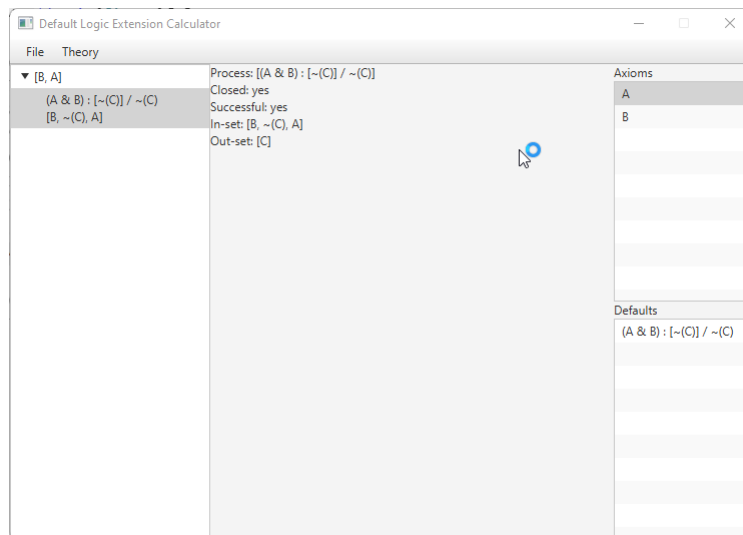 Default Logic Extension Calculator
File Theory
[B, A]
(A & B) : [~(C)] / ~(C)
[B, ~(C), A]
Process: [(A & B) : [~(C)] / ~(C)]
Closed: yes
Successful: yes
In-set: [B, ~(C), A]
Out-set: [C]
Axioms
A
B
Defaults
(A & B) : [~(C)] / ~(C)